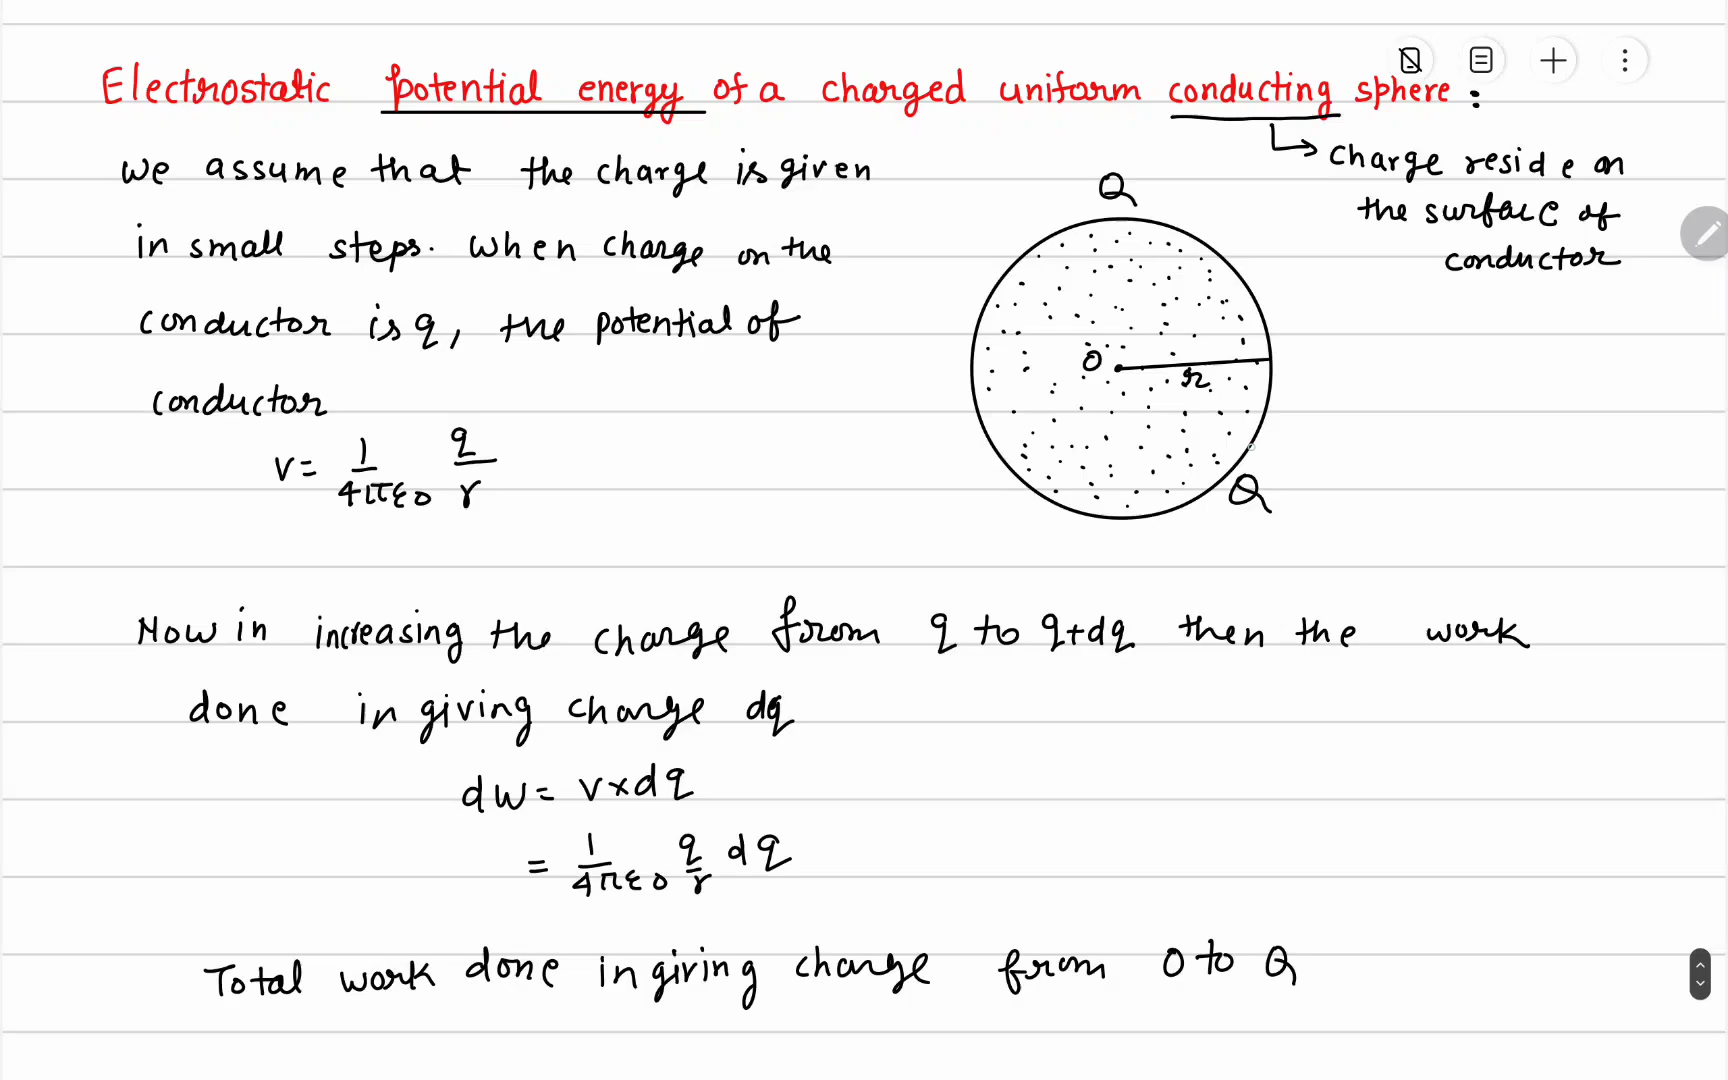 Electrostatic potential energy of a charged uniform conducting sphere :
Charge reside on
the surface of
conductor
we assume that the charge is given
in small steps. when charge on the
conductor is q, the potential of
conductor
v = 1/4πε0 q/r
Q
O
r
Q
Now in increasing the charge from q to q+dq then the work
done in giving charge dq
dw = v×dq
= 1/4πε0 q/r dq
Total work done in giving charge from 0 to Q